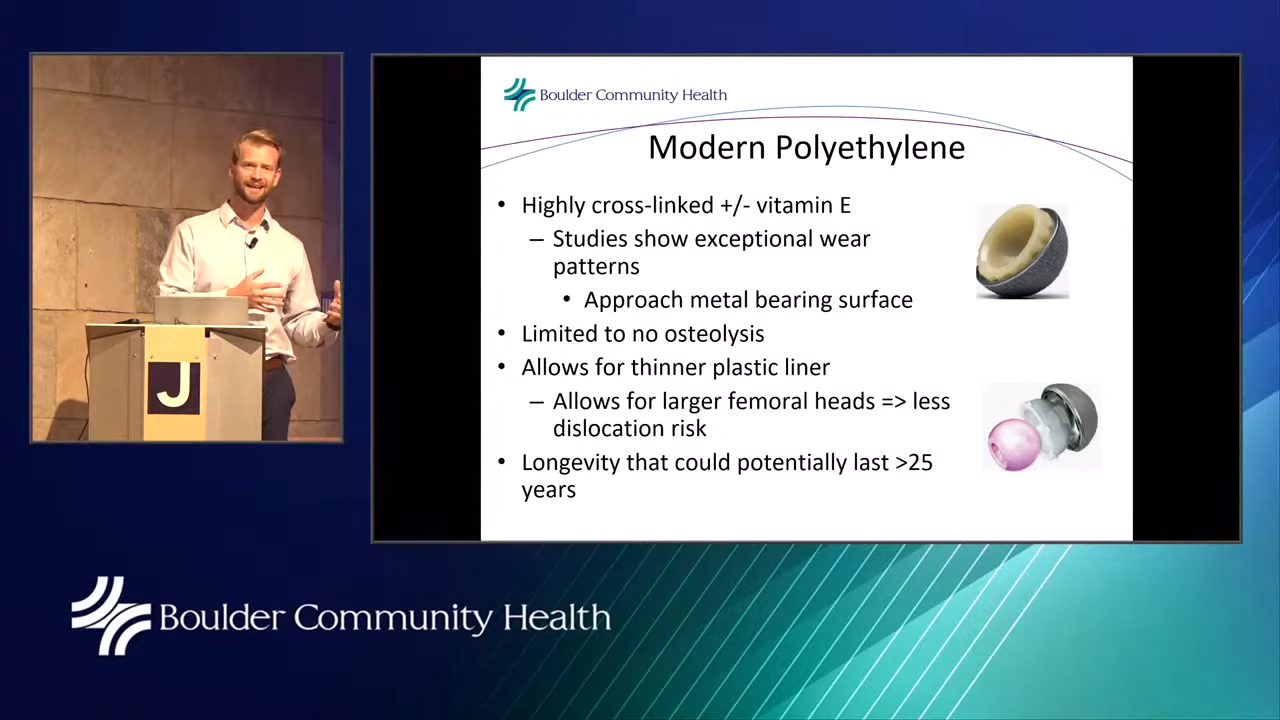 Boulder Community Health
Modern Polyethylene
• Highly cross-linked +/- vitamin E
– Studies show exceptional wear
patterns
• Approach metal bearing surface
• Limited to no osteolysis
• Allows for thinner plastic liner
– Allows for larger femoral heads => less
dislocation risk
• Longevity that could potentially last >25
years
J
Boulder Community Health